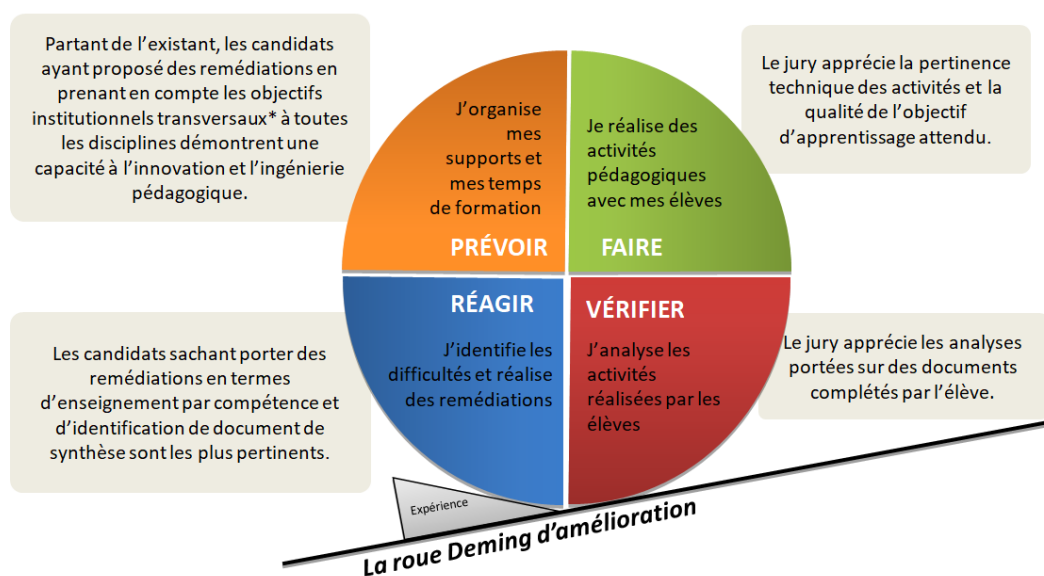 Partant de l'existant, les candidats
ayant proposé des remédiations en
prenant en compte les objectifs
institutionnels transversaux* à toutes
les disciplines démontrent une
capacité à l'innovation et l'ingénierie
pédagogique.
J'organise
mes
supports et
mes temps
de formation
PRÉVOIR
Je réalise des
activités
pédagogiques
avec mes élèves
FAIRE
Le jury apprécie la pertinence
technique des activités et la
qualité de l'objectif
d'apprentissage attendu.
Les candidats sachant porter des
remédiations en termes
d'enseignement par compétence et
d'identification de document de
synthèse sont les plus pertinents.
RÉAGIR
J'identifie les
difficultés et réalise
des remédiations
VÉRIFIER
J'analyse les
activités
réalisées par les
élèves
Le jury apprécie les analyses
portées sur des documents
complétés par l'élève.
Expérience
La roue Deming d'amélioration